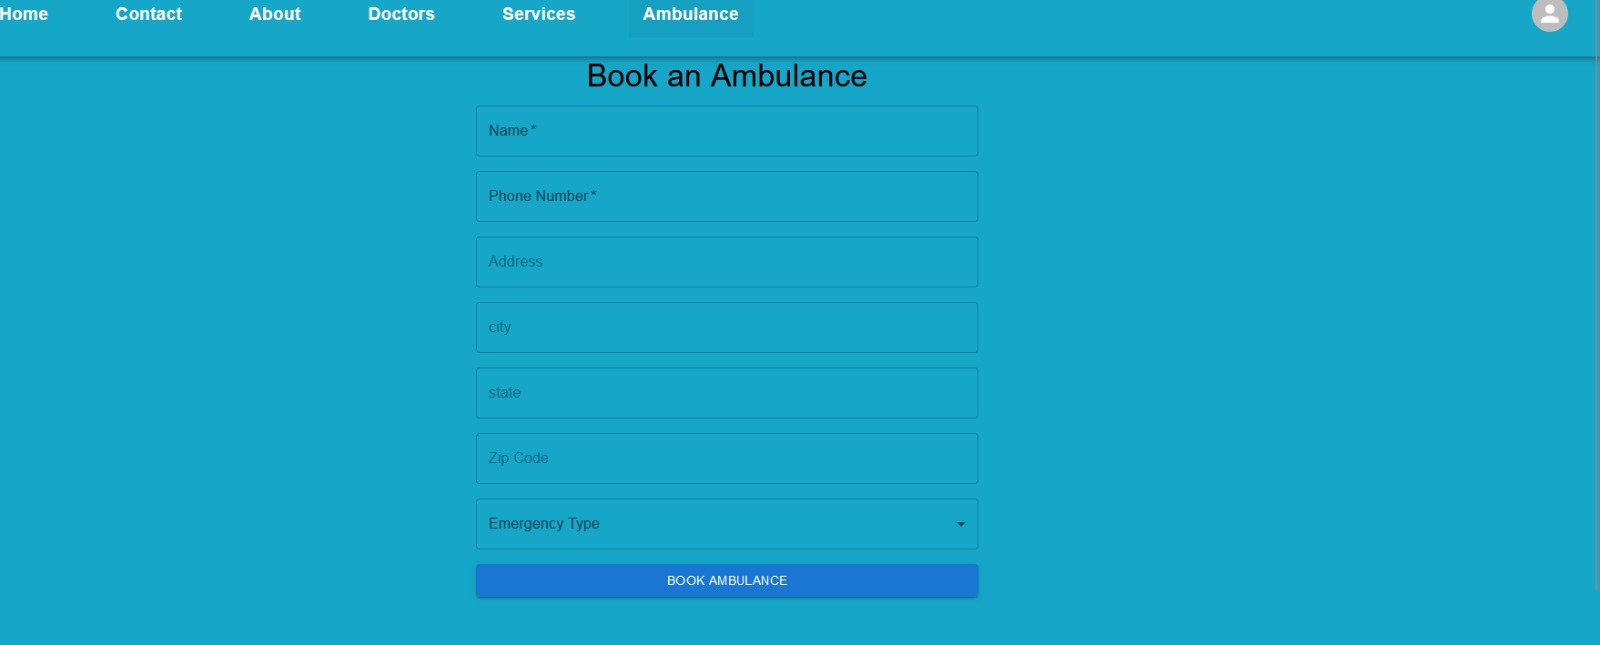 Home Contact About Doctors Services Ambulance
Book an Ambulance
Name *
Phone Number *
Address
city
state
Zip Code
Emergency Type
BOOK AMBULANCE